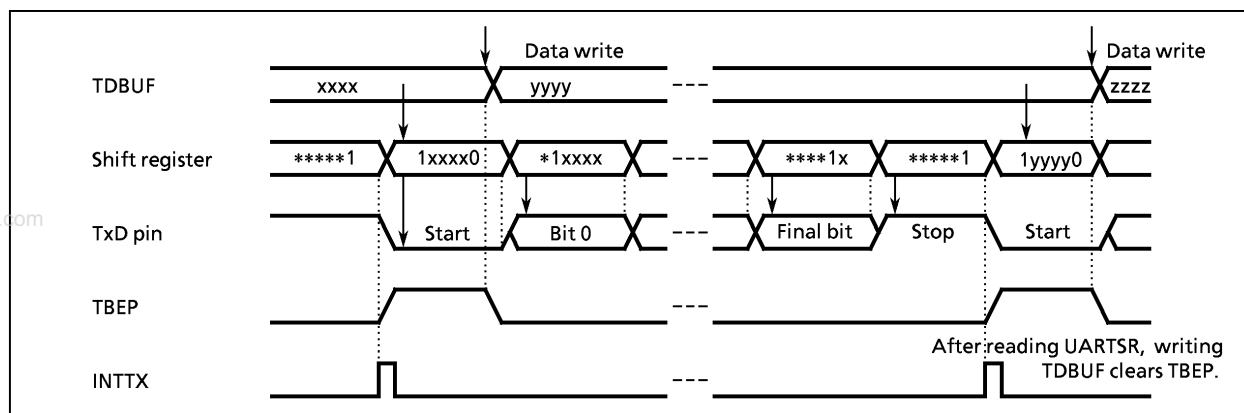 Data write
Data write
TDBUF
xxxx
yyyy
zzzz
Shift register
*****1
1xxxx0
*1xxxx
****1x
*****1
1yyyy0
.com
TxD pin
Start
Bit 0
Final bit
Stop
Start
TBEP
After reading UARTSR, writing
TDBUF clears TBEP.
INTTX